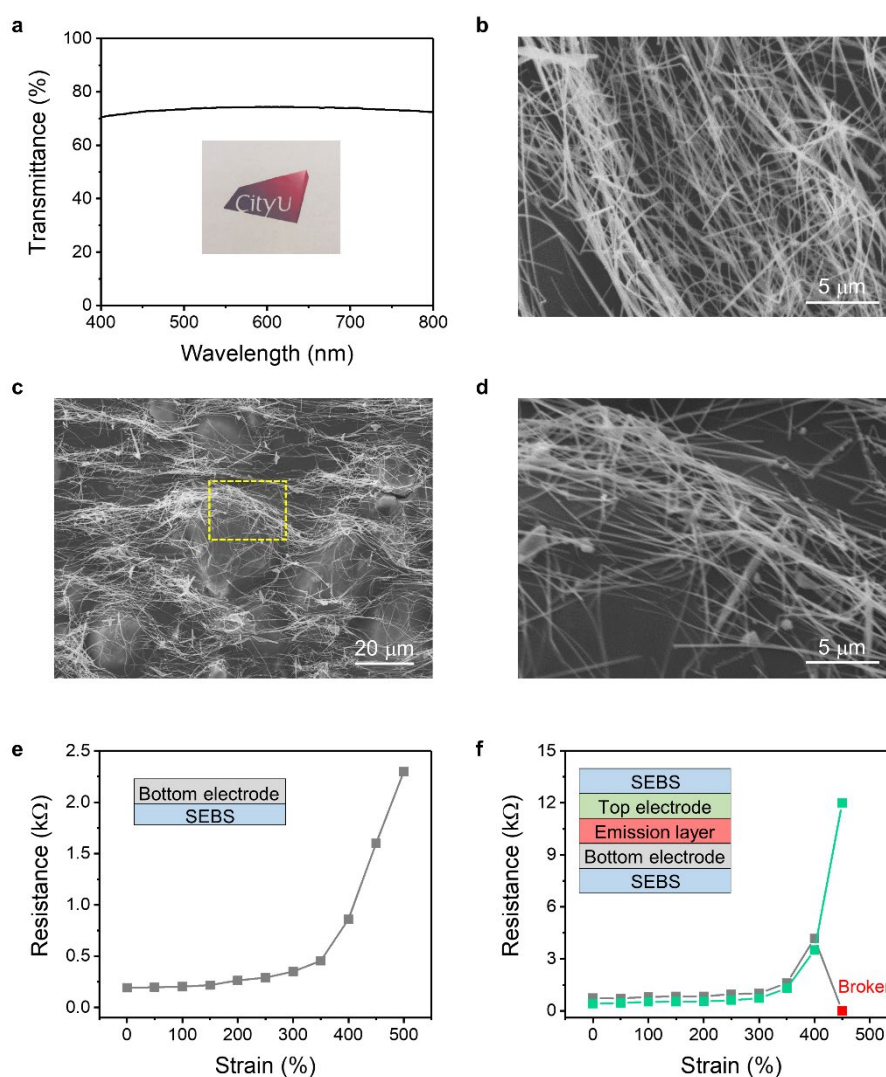 a
100
80
60
40
20
0
Transmittance (%)
CityU
400 500 600 700 800
Wavelength (nm)
b
5 μm
c
20 μm
d
5 μm
e
2.5
2.0
1.5
1.0
0.5
0.0
Resistance (kΩ)
Bottom electrode
SEBS
0 100 200 300 400 500
Strain (%)
f
15
12
9
6
3
0
Resistance (kΩ)
SEBS
Top electrode
Emission layer
Bottom electrode
SEBS
Broken
0 100 200 300 400 500
Strain (%)